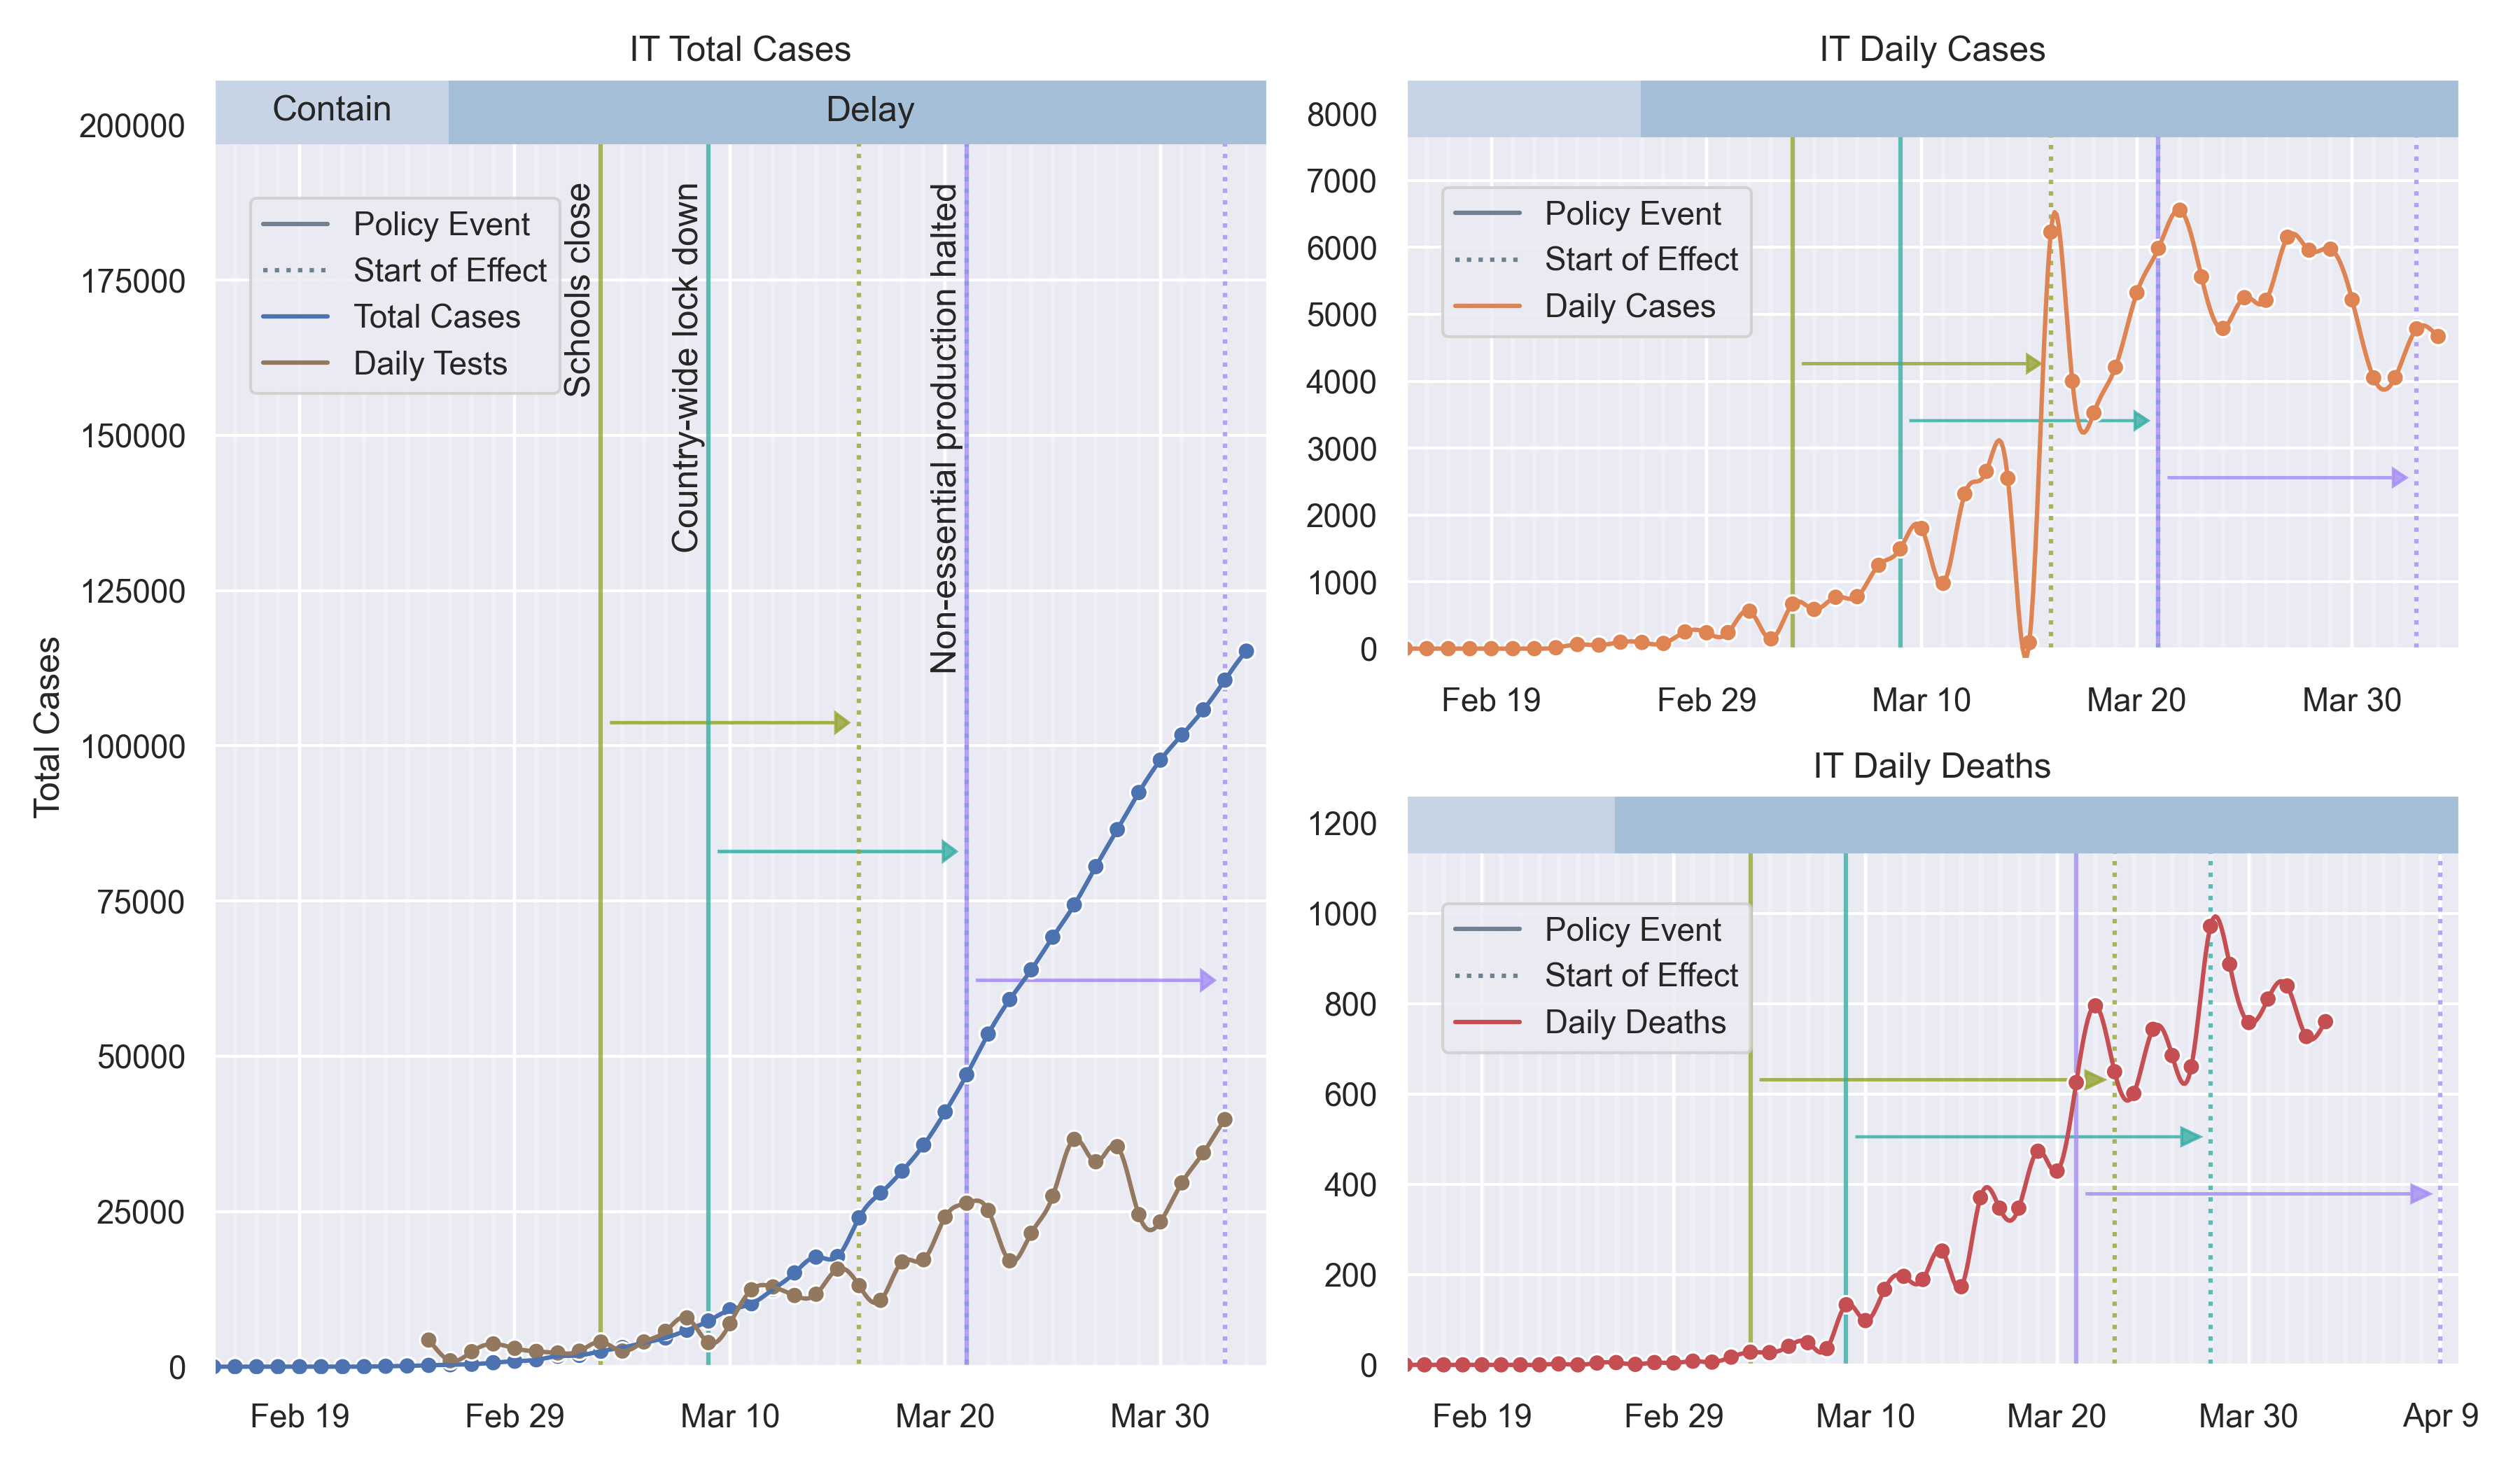 IT Total Cases
Contain
Delay
200000
175000
150000
125000
100000
75000
50000
25000
0
Total Cases
Policy Event
Start of Effect
Total Cases
Daily Tests
Schools close
Country-wide lock down
Non-essential production halted
Feb 19
Feb 29
Mar 10
Mar 20
Mar 30
IT Daily Cases
8000
7000
6000
5000
4000
3000
2000
1000
0
Policy Event
Start of Effect
Daily Cases
Feb 19
Feb 29
Mar 10
Mar 20
Mar 30
IT Daily Deaths
1200
1000
800
600
400
200
0
Policy Event
Start of Effect
Daily Deaths
Feb 19
Feb 29
Mar 10
Mar 20
Mar 30
Apr 9